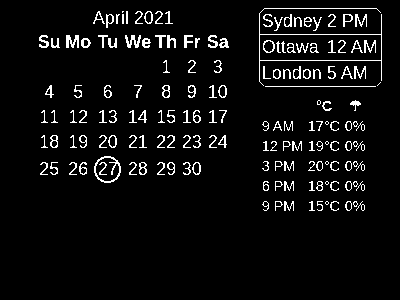 April 2021
Su Mo Tu We Th Fr Sa
1 2 3
4 5 6 7 8 9 10
11 12 13 14 15 16 17
18 19 20 21 22 23 24
25 26 27 28 29 30
Sydney 2 PM
Ottawa 12 AM
London 5 AM
°C
9 AM 17°C 0%
12 PM 19°C 0%
3 PM 20°C 0%
6 PM 18°C 0%
9 PM 15°C 0%